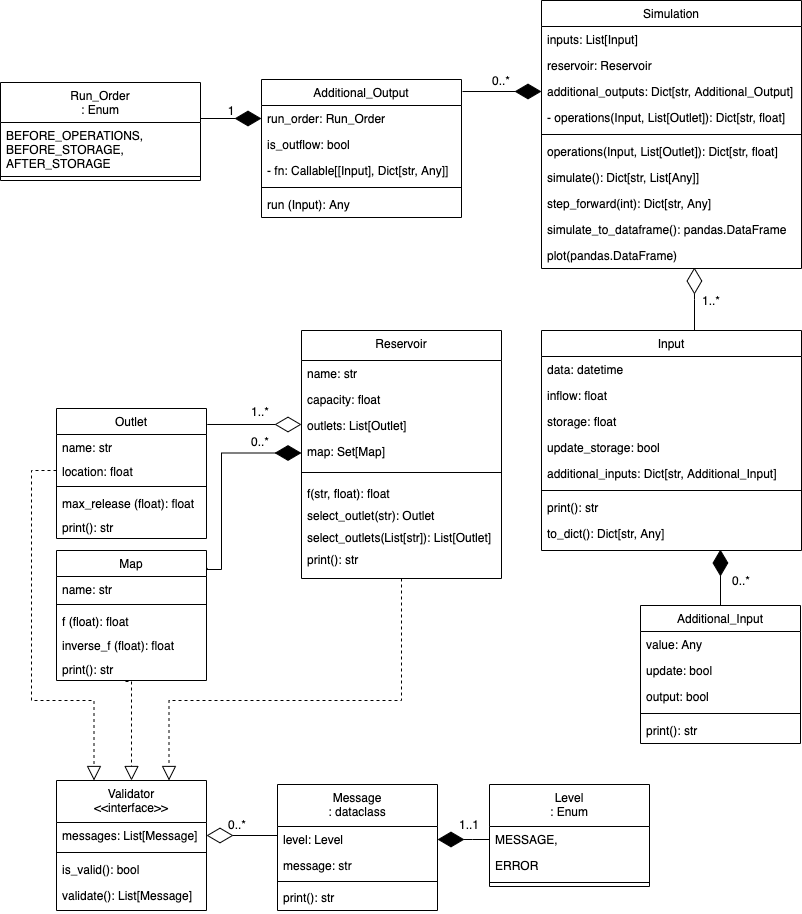 Simulation
inputs: List[Input]
reservoir: Reservoir
additional_outputs: Dict[str, Additional_Output]
- operations(Input, List[Outlet]): Dict[str, float]
operations(Input, List[Outlet]): Dict[str, float]
simulate(): Dict[str, List[Any]]
step_forward(int): Dict[str, Any]
simulate_to_dataframe(): pandas.DataFrame
plot(pandas.DataFrame)
0..*
Additional_Output
run_order: Run_Order
is_outflow: bool
- fn: Callable[[Input], Dict[str, Any]]
run (Input): Any
1
Run_Order
: Enum
BEFORE_OPERATIONS,
BEFORE_STORAGE,
AFTER_STORAGE
1..*
Input
data: datetime
inflow: float
storage: float
update_storage: bool
additional_inputs: Dict[str, Additional_Input]
print(): str
to_dict(): Dict[str, Any]
0..*
Additional_Input
value: Any
update: bool
output: bool
print(): str
Reservoir
name: str
capacity: float
outlets: List[Outlet]
map: Set[Map]
f(str, float): float
select_outlet(str): Outlet
select_outlets(List[str]): List[Outlet]
print(): str
1..*
0..*
Outlet
name: str
location: float
max_release (float): float
print(): str
Map
name: str
f (float): float
inverse_f (float): float
print(): str
Validator
<<interface>>
messages: List[Message]
is_valid(): bool
validate(): List[Message]
0..*
Message
: dataclass
level: Level
message: str
print(): str
1..1
Level
: Enum
MESSAGE,
ERROR